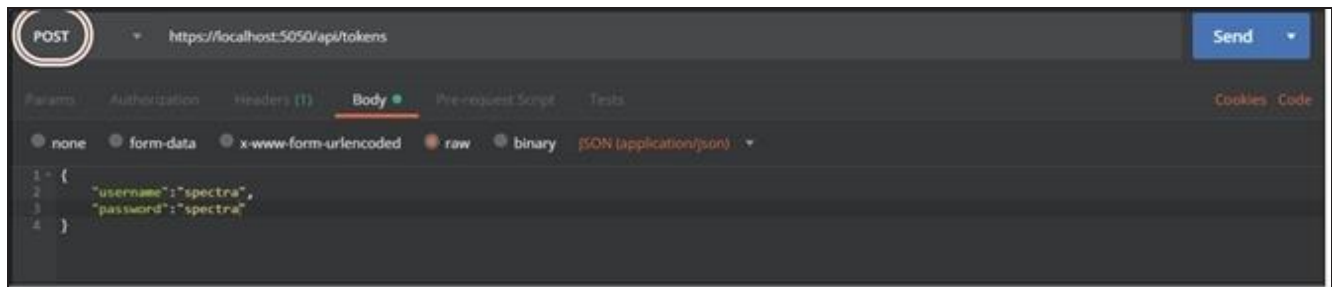 POST https://localhost:5050/api/tokens Send
Params Authorization Headers (1) Body Pre-request Script Tests Cookies Code
none form-data x-www-form-urlencoded raw binary JSON (application/json)
1 {
2 "username":"spectra",
3 "password":"spectra"
4 }